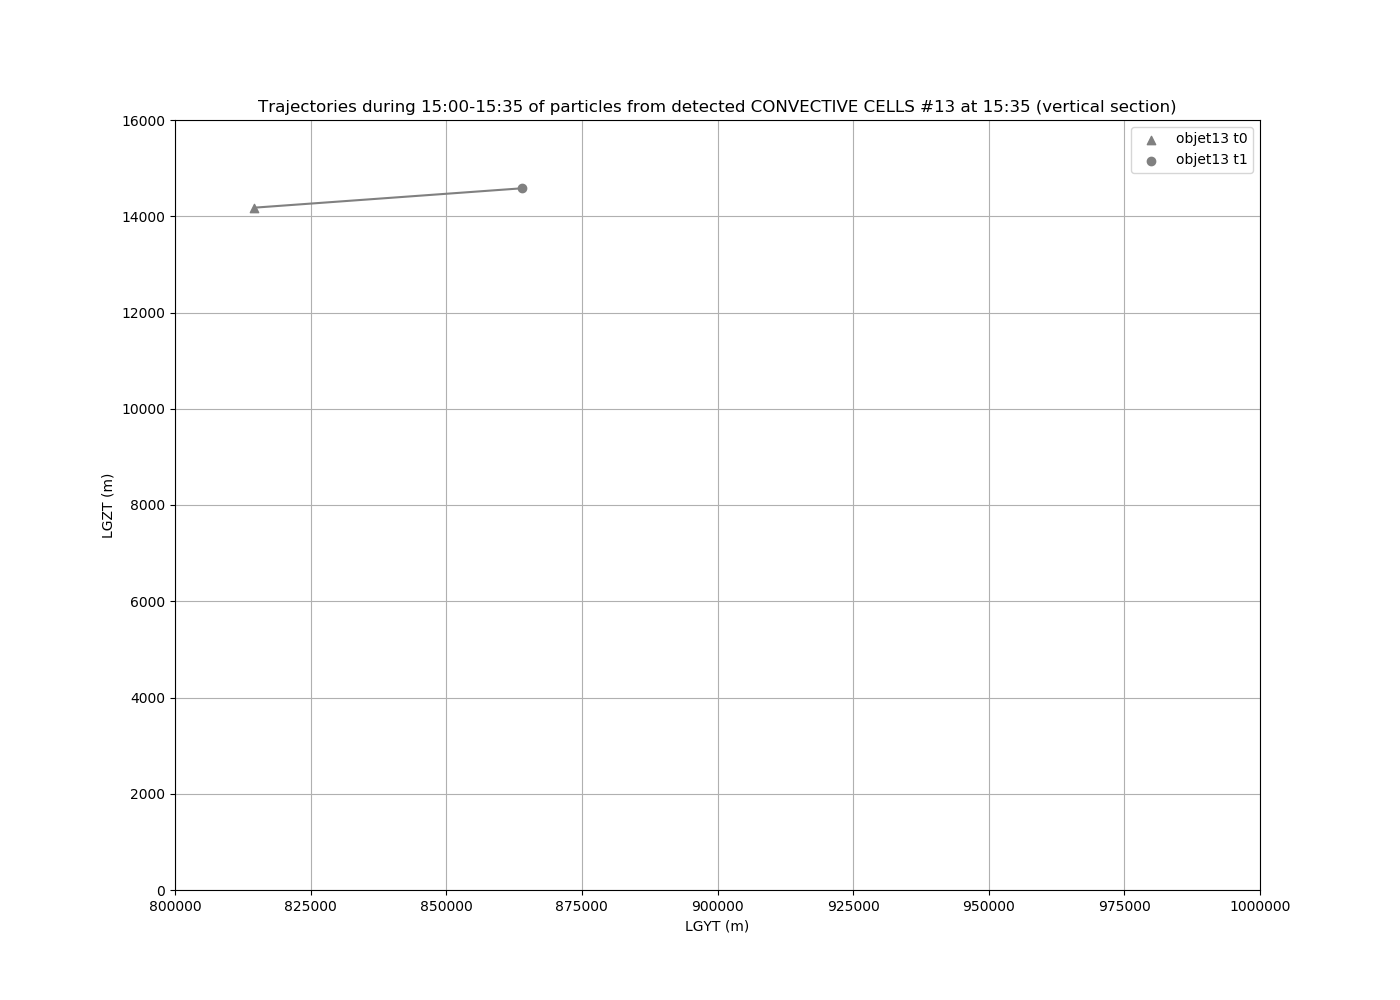 Trajectories during 15:00-15:35 of particles from detected CONVECTIVE CELLS #13 at 15:35 (vertical section)
objet13 t0
objet13 t1
LGZT (m)
16000
14000
12000
10000
8000
6000
4000
2000
0
800000 825000 850000 875000 900000 925000 950000 975000 1000000
LGYT (m)